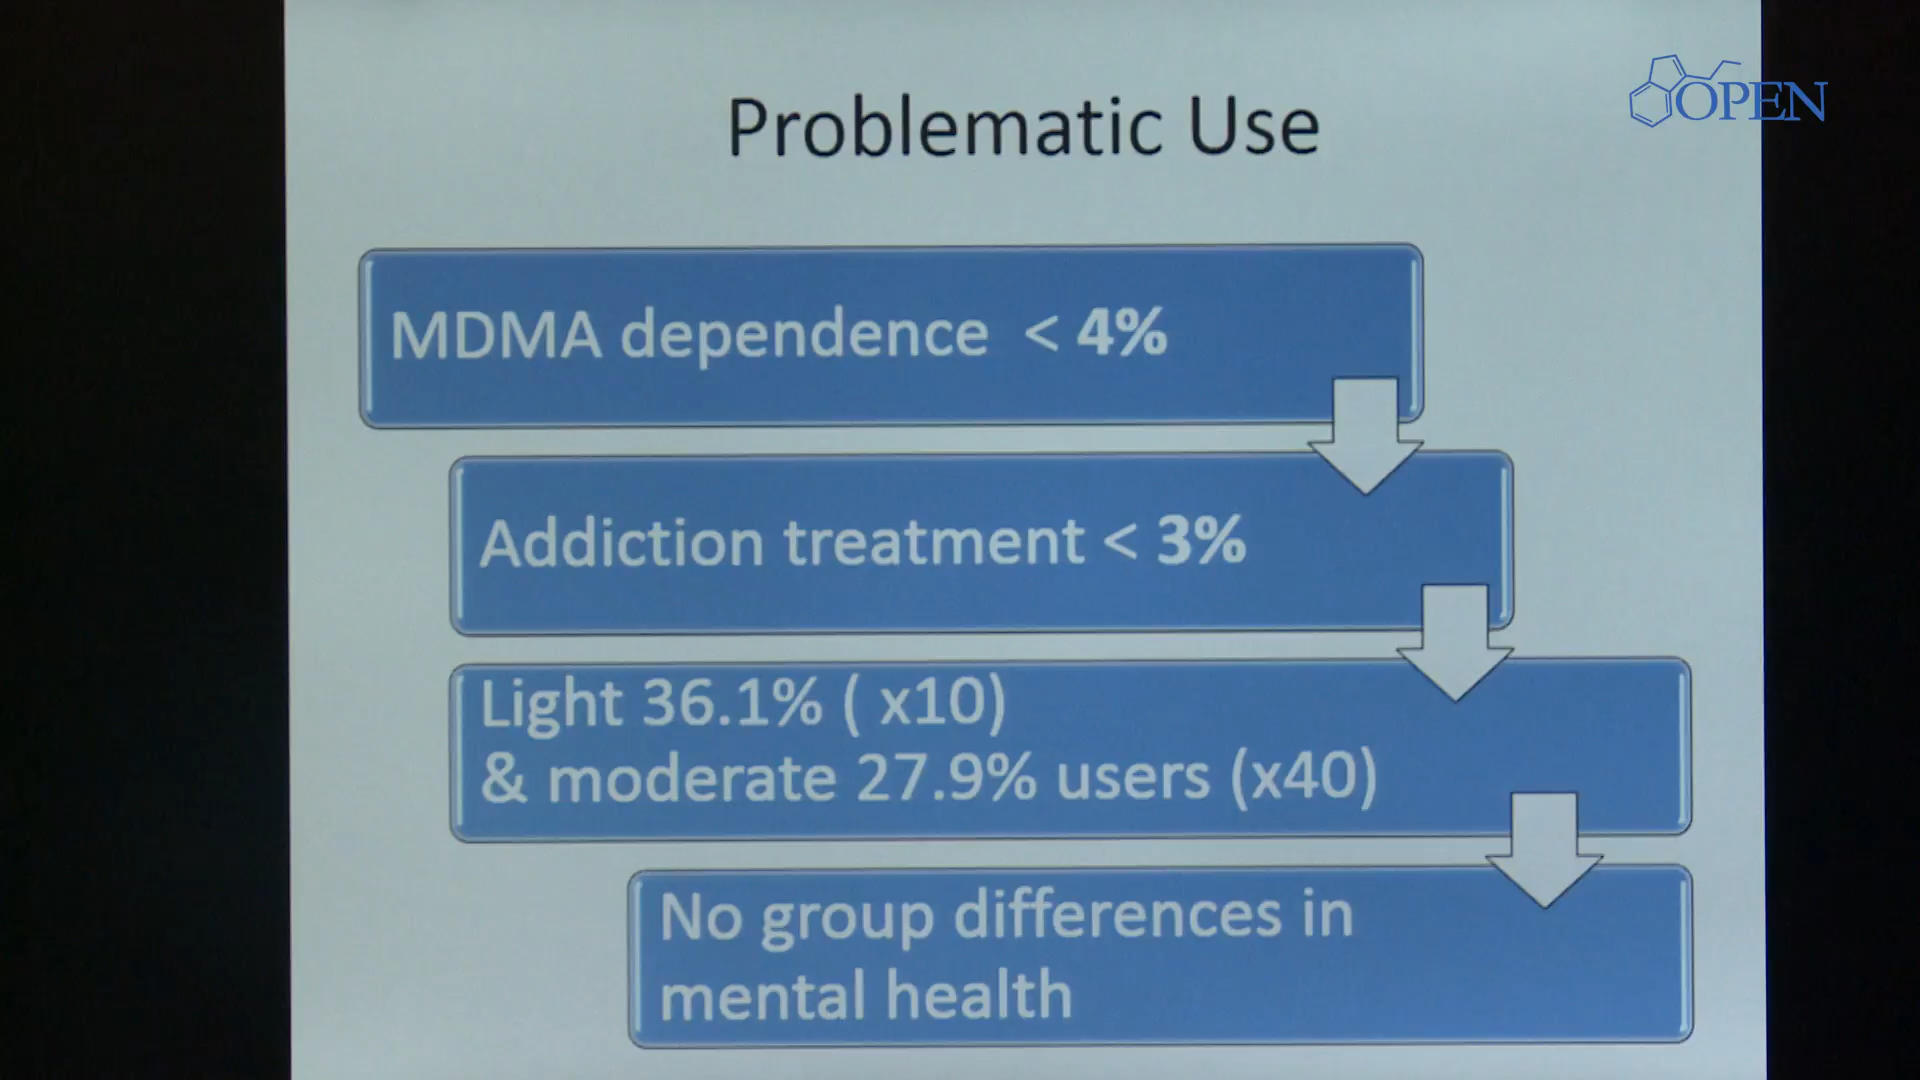 Problematic Use
OPEN
MDMA dependence < 4%
Addiction treatment < 3%
Light 36.1% ( x10)
& moderate 27.9% users (x40)
No group differences in
mental health